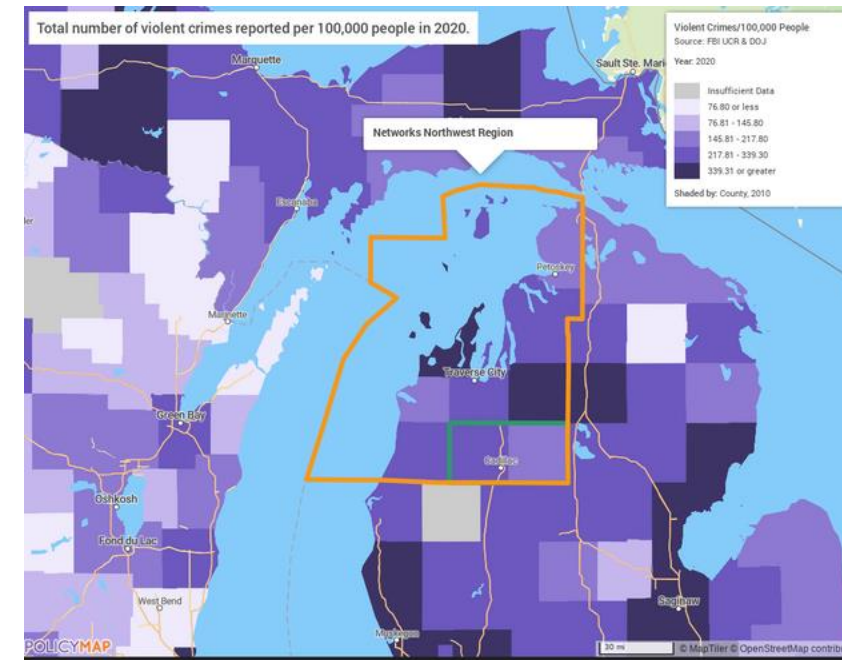 Total number of violent crimes reported per 100,000 people in 2020.
Violent Crimes/100,000 People
Source: FBI UCR & DOJ
Year: 2020
Insufficient Data
76.80 or less
76.81 - 145.80
145.81 - 217.80
217.81 - 339.30
339.31 or greater
Shaded by: County, 2010
Marquette
Sault Ste. Marie
Networks Northwest Region
Escanaba
Petoskey
Marinette
Traverse City
Green Bay
Cadillac
Oshkosh
Fond du Lac
West Bend
Saginaw
Muskegon
POLICYMAP
30 mi
© MapTiler © OpenStreetMap contrib